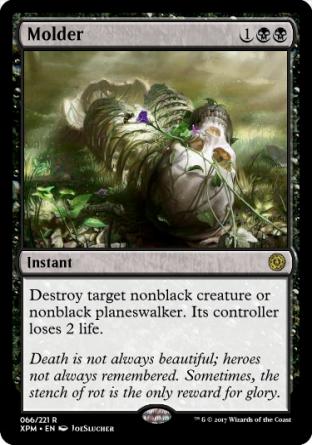 Molder 1
Instant
Destroy target nonblack creature or
nonblack planeswalker. Its controller
loses 2 life.
Death is not always beautiful; heroes
not always remembered. Sometimes, the
stench of rot is the only reward for glory.
066/221 R
XPM • EN JOESLUCHER
™ & © 2017 Wizards of the Coast